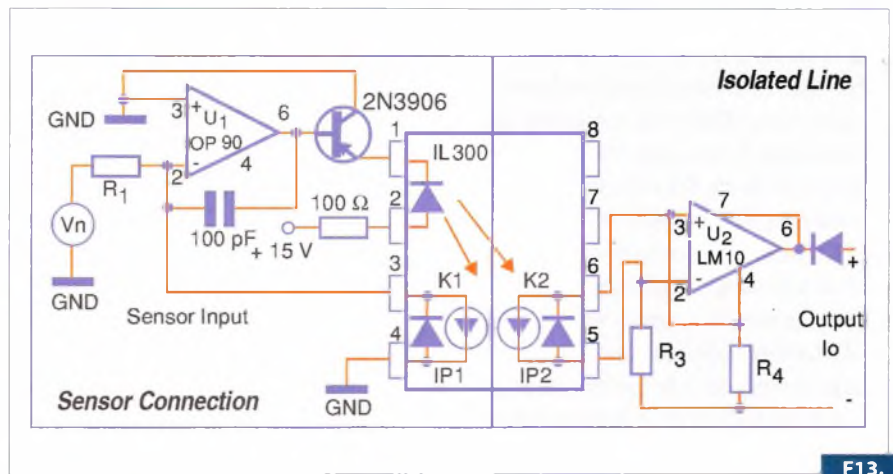 Isolated Line
2N3906
GND
3
+
U1
6
OP 90
-
2
4
R1
Vn
GND
100 pF
100 Ω
+ 15 V
Sensor Input
Sensor Connection
GND
1
2
3
4
IL300
K1
K2
IP1
IP2
8
7
6
5
3
+
7
U2
6
LM10
-
2
4
R3
R4
+
Output
Io
-
F13.